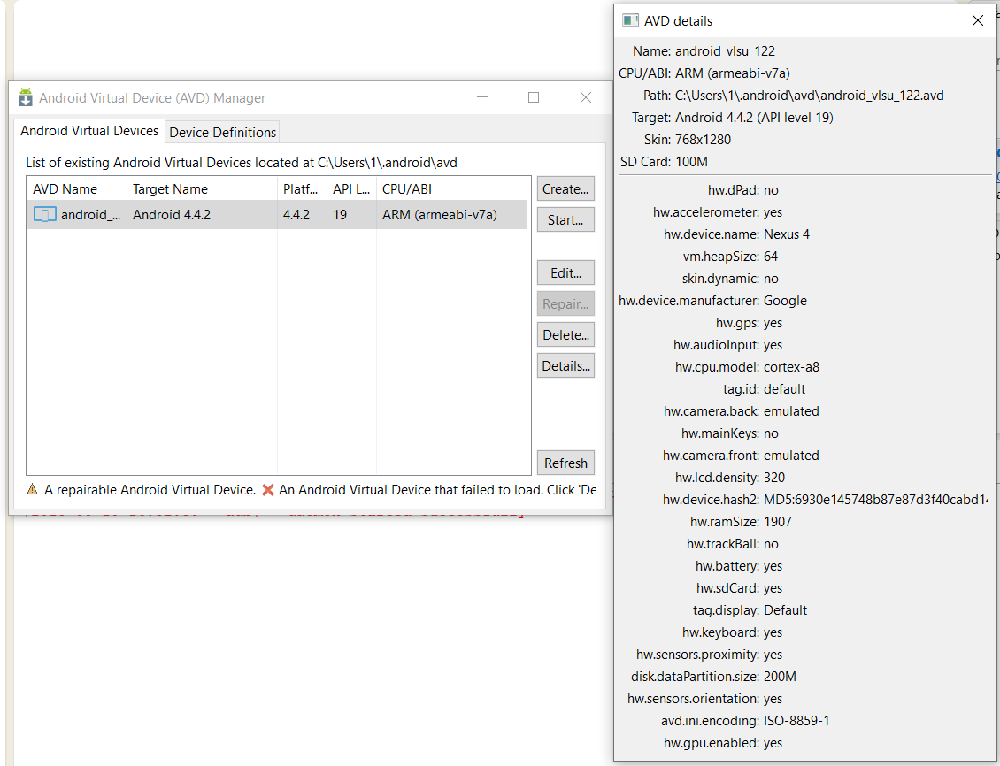 Android Virtual Device (AVD) Manager
Android Virtual Devices
Device Definitions
List of existing Android Virtual Devices located at C:\Users\1\.android\avd
AVD Name Target Name Platf... API L... CPU/ABI
android_... Android 4.4.2 4.4.2 19 ARM (armeabi-v7a)
Create...
Start...
Edit...
Repair...
Delete...
Details...
Refresh
A repairable Android Virtual Device. An Android Virtual Device that failed to load. Click 'De
AVD details
Name: android_vlsu_122
CPU/ABI: ARM (armeabi-v7a)
Path: C:\Users\1\.android\avd\android_vlsu_122.avd
Target: Android 4.4.2 (API level 19)
Skin: 768x1280
SD Card: 100M
hw.dPad: no
hw.accelerometer: yes
hw.device.name: Nexus 4
vm.heapSize: 64
skin.dynamic: no
hw.device.manufacturer: Google
hw.gps: yes
hw.audioInput: yes
hw.cpu.model: cortex-a8
tag.id: default
hw.camera.back: emulated
hw.mainKeys: no
hw.camera.front: emulated
hw.lcd.density: 320
hw.device.hash2: MD5:6930e145748b87e87d3f40cabd14
hw.ramSize: 1907
hw.trackBall: no
hw.battery: yes
hw.sdCard: yes
tag.display: Default
hw.keyboard: yes
hw.sensors.proximity: yes
disk.dataPartition.size: 200M
hw.sensors.orientation: yes
avd.ini.encoding: ISO-8859-1
hw.gpu.enabled: yes